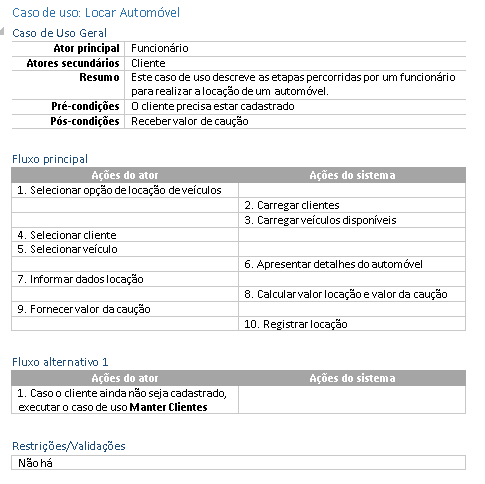 Caso de uso: Locar Automóvel
Caso de Uso Geral
Ator principal Funcionário
Atores secundários Cliente
Resumo Este caso de uso descreve as etapas percorridas por um funcionário
para realizar a locação de um automóvel.
Pré-condições O cliente precisa estar cadastrado
Pós-condições Receber valor de caução
Fluxo principal
Ações do ator Ações do sistema
1. Selecionar opção de locação de veículos
2. Carregar clientes
3. Carregar veículos disponíveis
4. Selecionar cliente
5. Selecionar veículo
6. Apresentar detalhes do automóvel
7. Informar dados locação
8. Calcular valor locação e valor da caução
9. Fornecer valor da caução
10. Registrar locação
Fluxo alternativo 1
Ações do ator Ações do sistema
1. Caso o cliente ainda não seja cadastrado,
executar o caso de uso Manter Clientes
Restrições/Validações
Não há